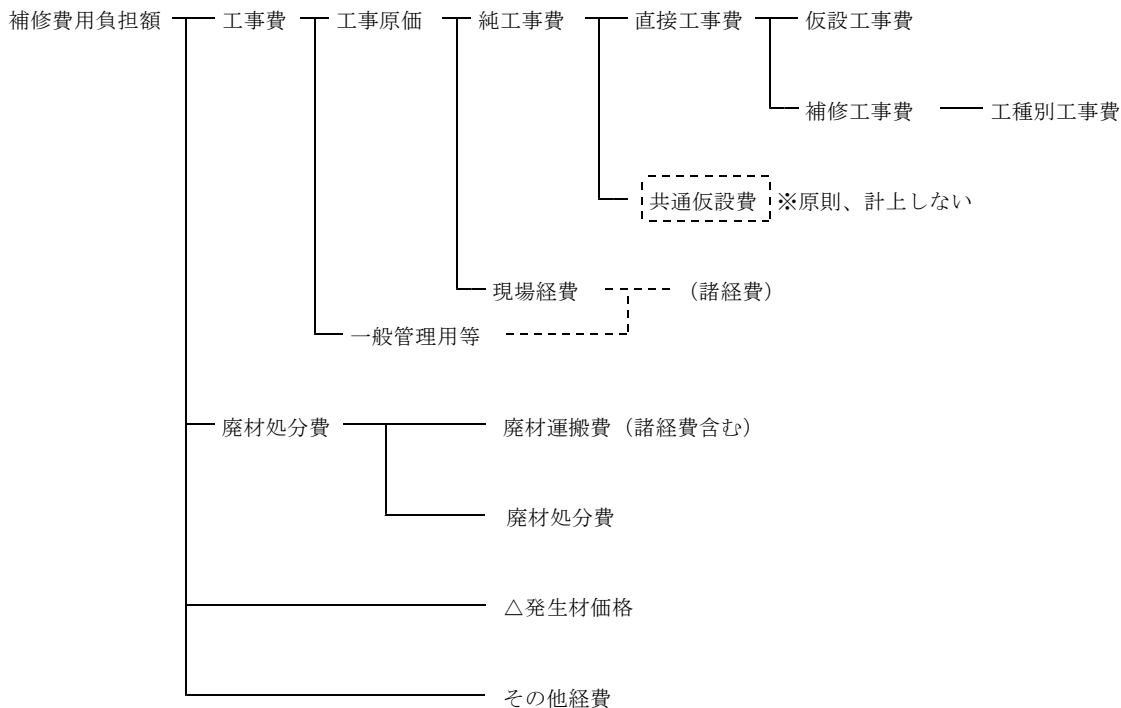 補修費用負担額 工事費 工事原価 純工事費 直接工事費 仮設工事費
補修工事費 工種別工事費
共通仮設費 ※原則、計上しない
現場経費 (諸経費)
一般管理用等
廃材処分費 廃材運搬費(諸経費含む)
廃材処分費
△発生材価格
その他経費